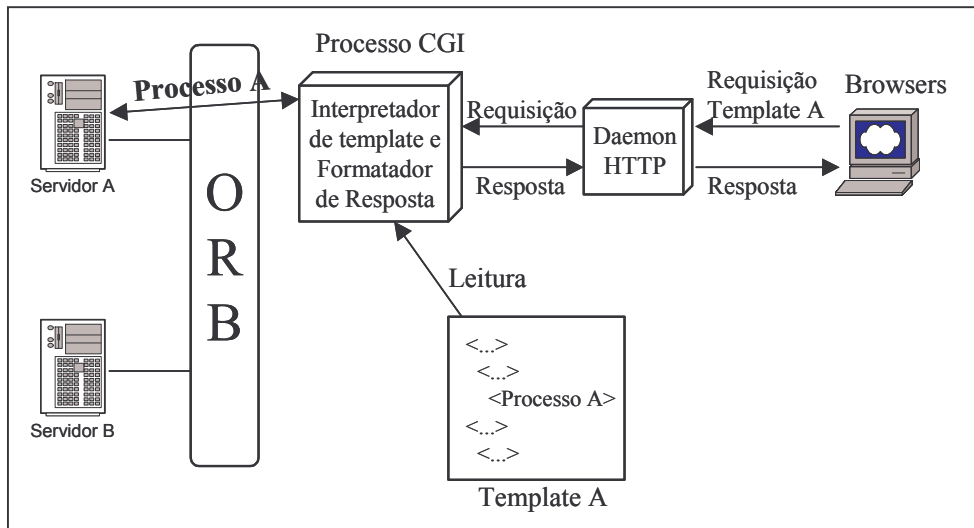 Processo CGI
Processo A
Servidor A
O
R
B
Servidor B
Interpretador
de template e
Formatador
de Resposta
Requisição
Resposta
Daemon
HTTP
Requisição
Template A
Resposta
Browsers
Leitura
<...>
<...>
<Processo A>
<...>
<...>
Template A